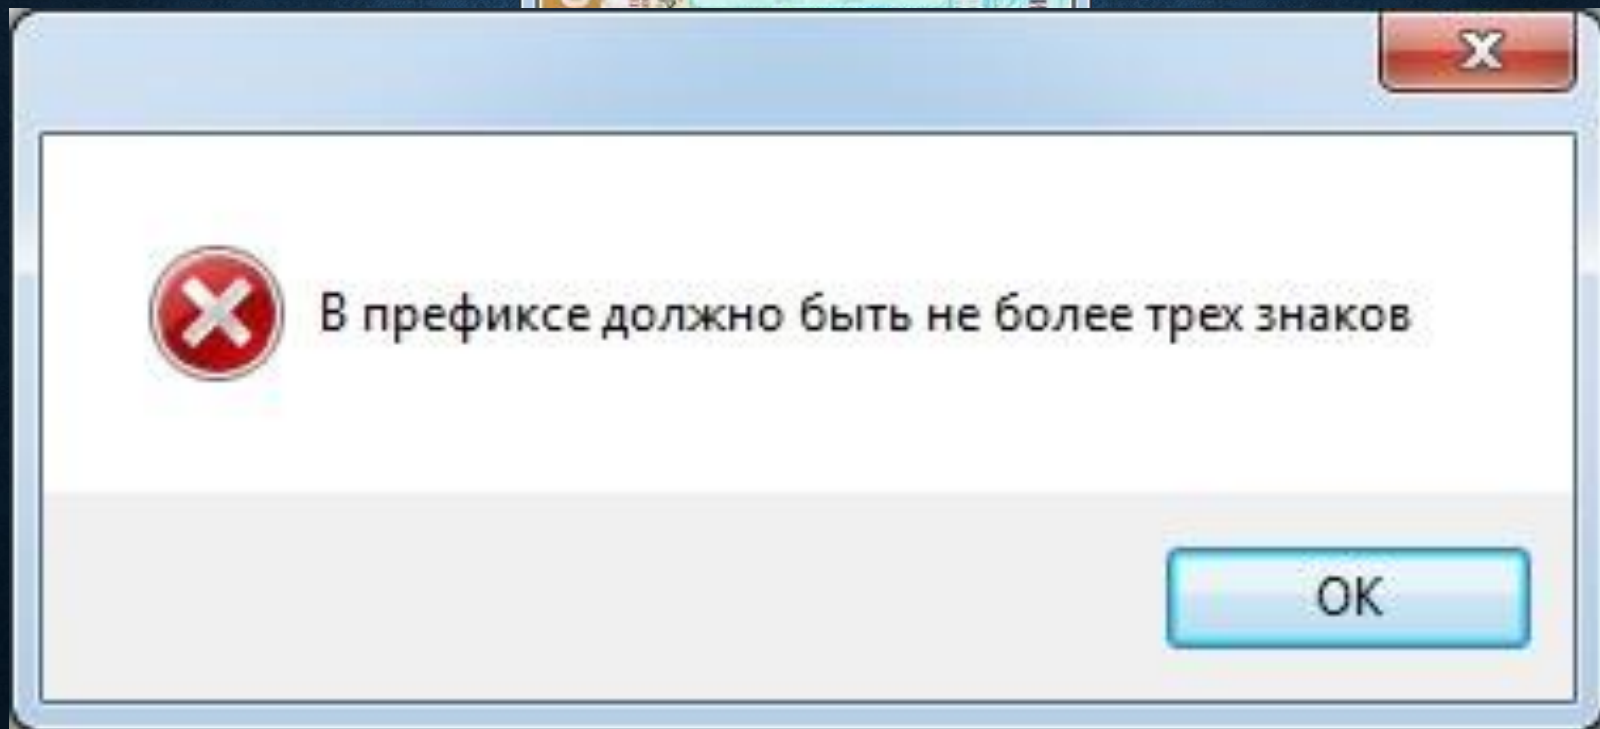 В префиксе должно быть не более трех знаков
OK